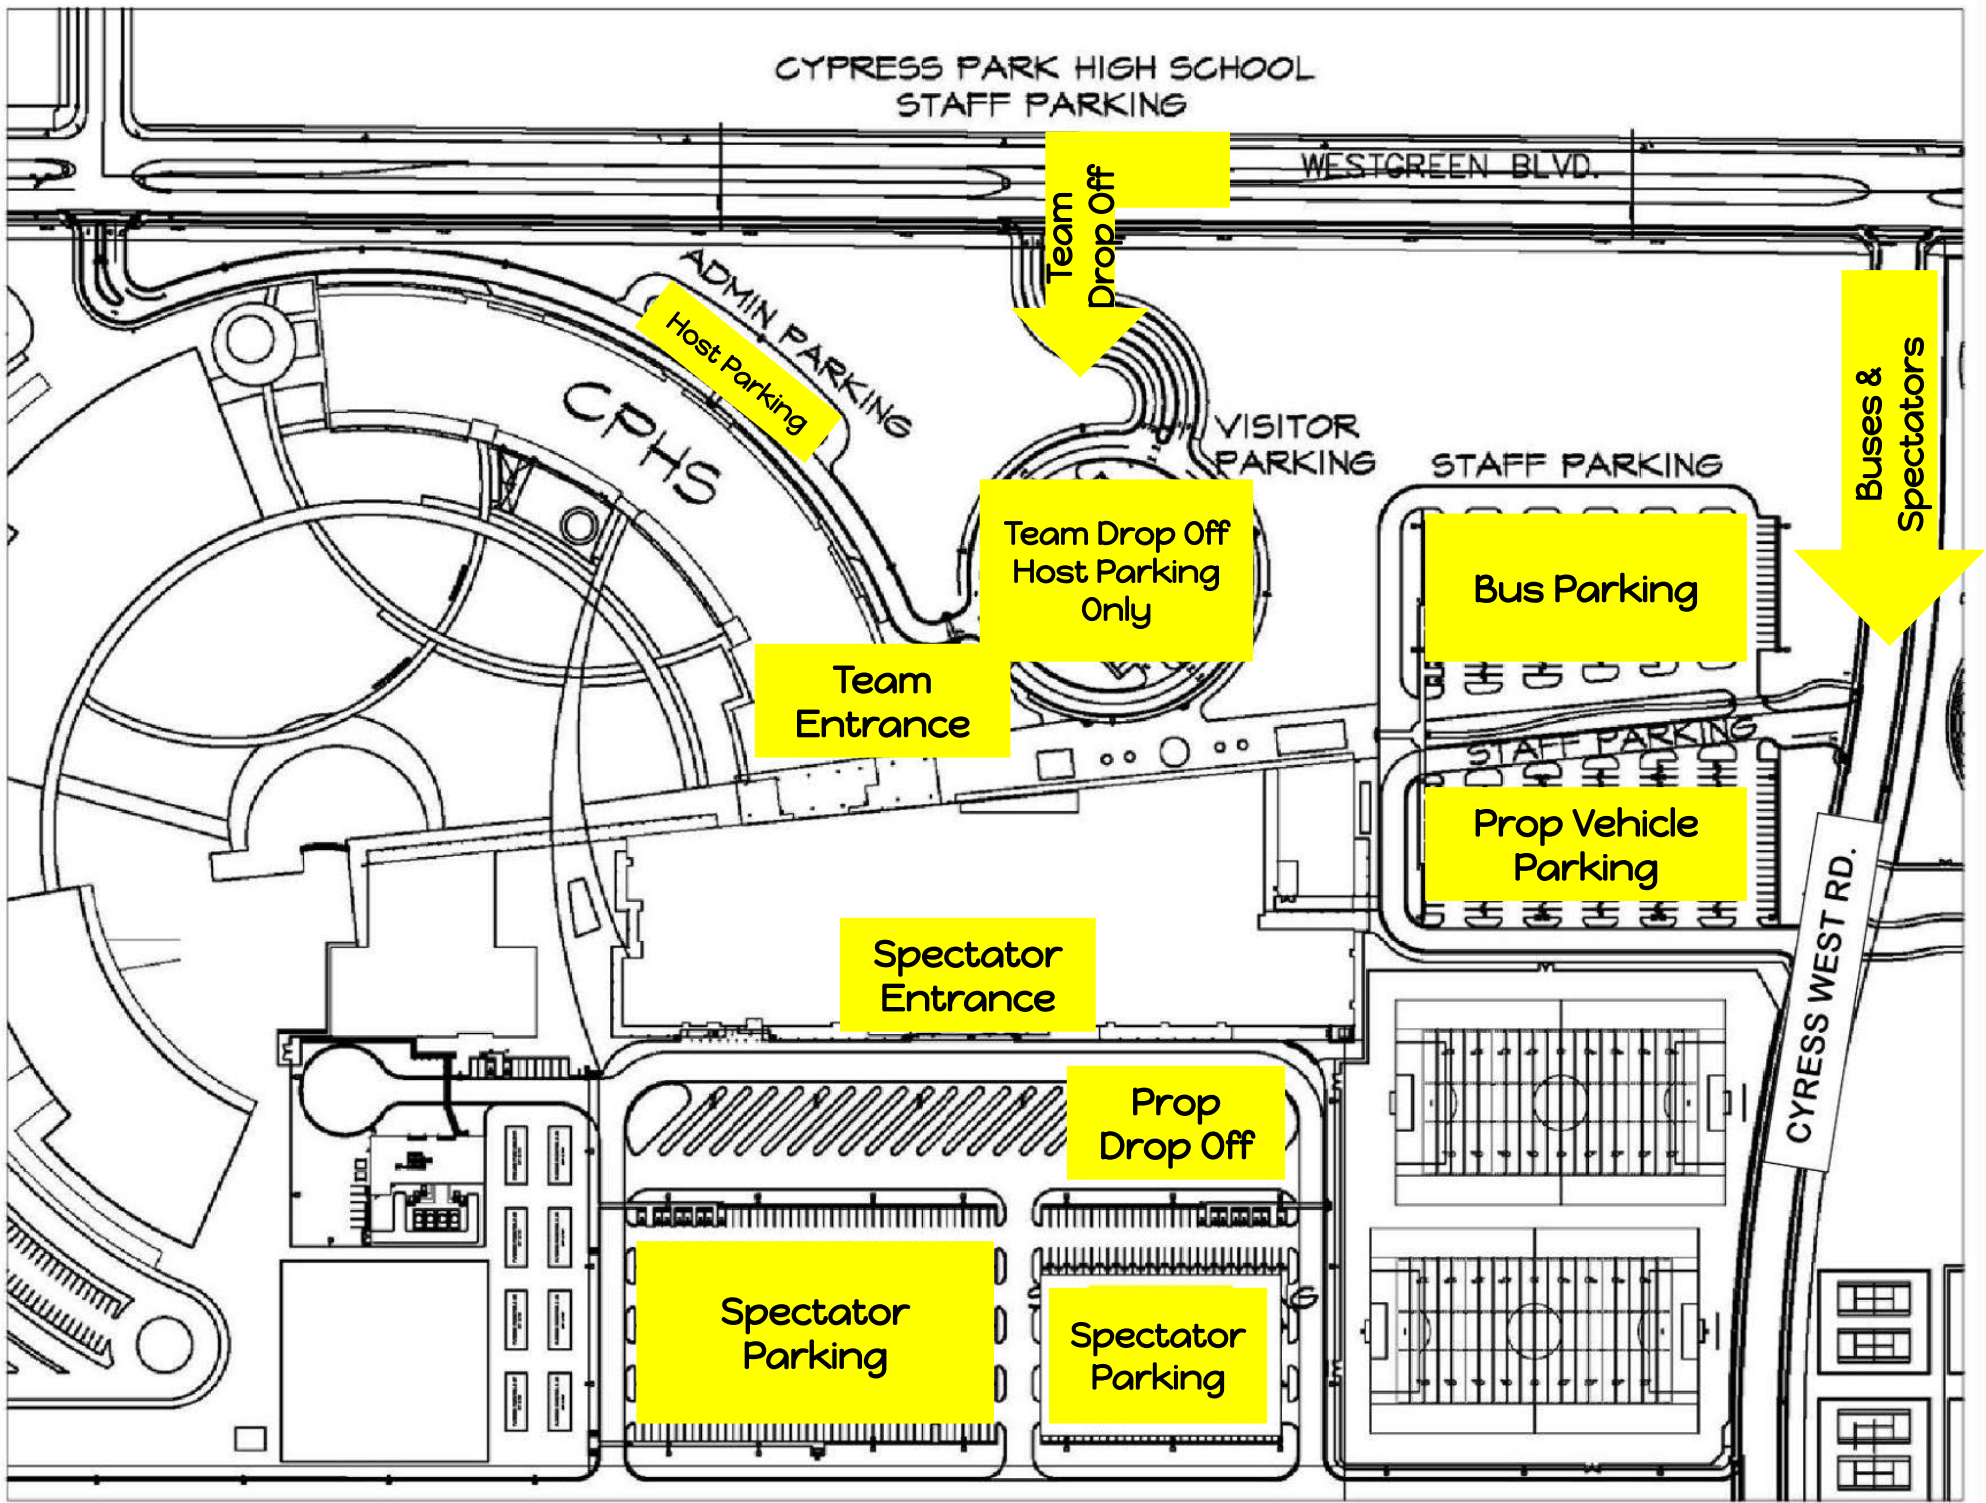 CYPRESS PARK HIGH SCHOOL
STAFF PARKING
WESTGREEN BLVD.
Team
Drop Off
ADMIN PARKING
Host Parking
CPHS
VISITOR
PARKING
STAFF PARKING
Buses &
Spectators
Team Drop Off
Host Parking
Only
Bus Parking
Team
Entrance
STAFF PARKING
Prop Vehicle
Parking
CYRESS WEST RD.
Spectator
Entrance
Prop
Drop Off
Spectator
Parking
Spectator
Parking